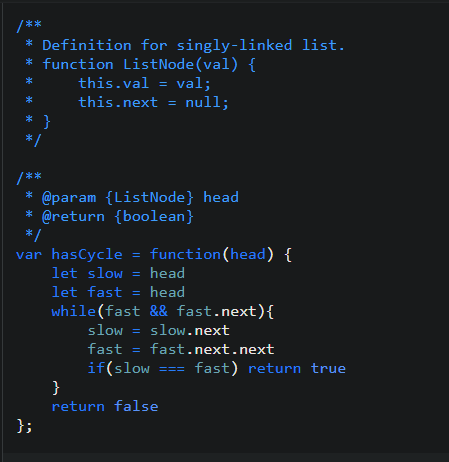 /**
 * Definition for singly-linked list.
 * function ListNode(val) {
 *     this.val = val;
 *     this.next = null;
 * }
 */

/**
 * @param {ListNode} head
 * @return {boolean}
 */
var hasCycle = function(head) {
    let slow = head
    let fast = head
    while(fast && fast.next){
        slow = slow.next
        fast = fast.next.next
        if(slow === fast) return true
    }
    return false
};